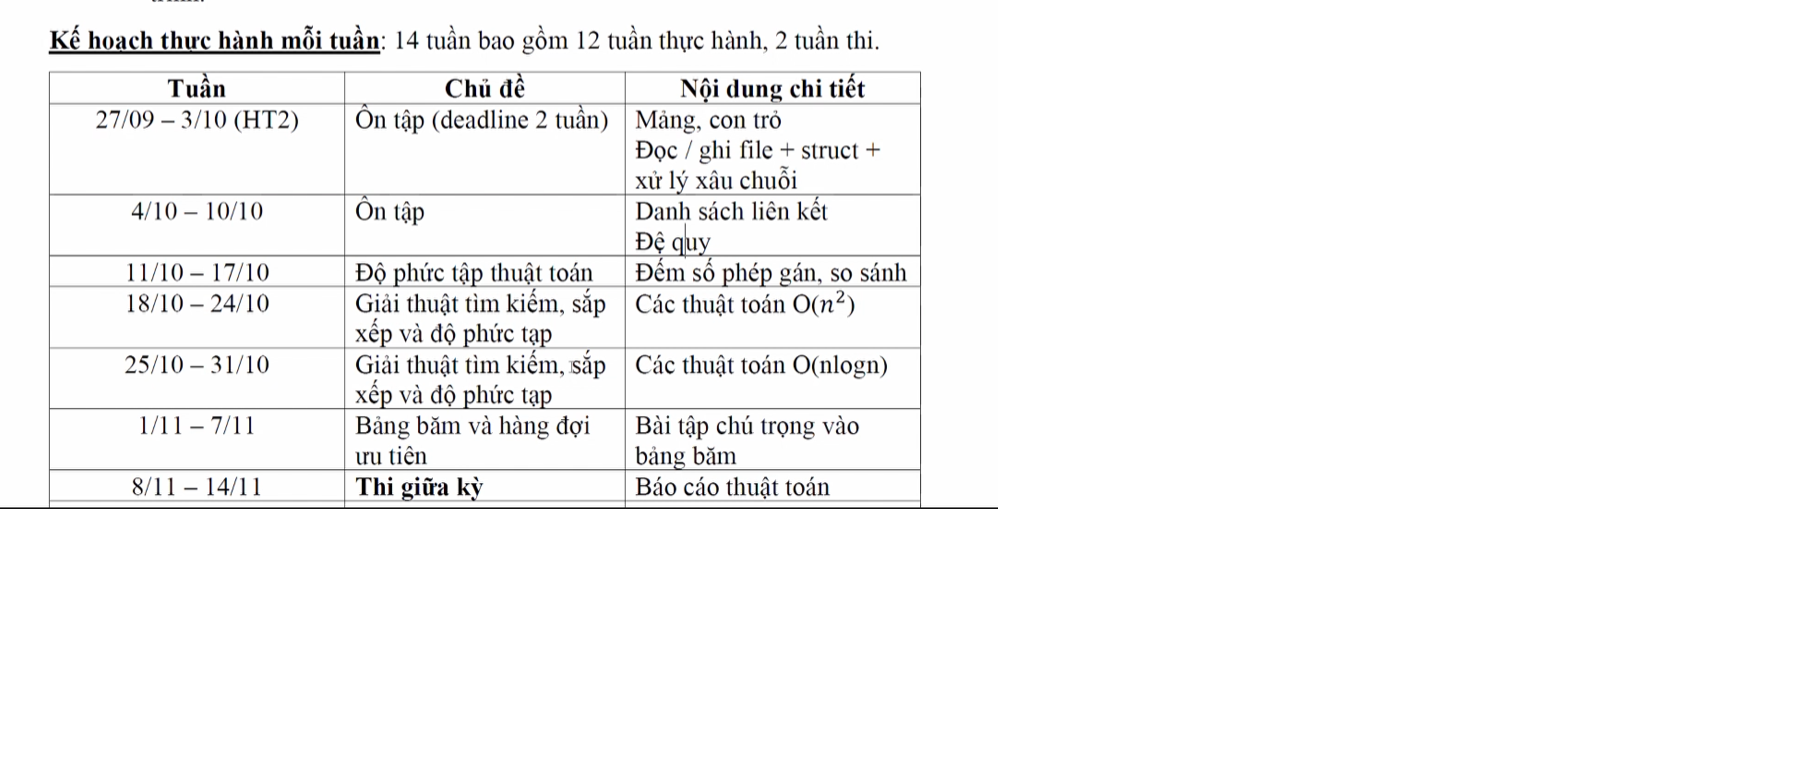 Kế hoạch thực hành mỗi tuần: 14 tuần bao gồm 12 tuần thực hành, 2 tuần thi.
Tuần Chủ đề Nội dung chi tiết
27/09 – 3/10 (HT2) Ôn tập (deadline 2 tuần) Mảng, con trỏ
Đọc / ghi file + struct +
xử lý xâu chuỗi
4/10 – 10/10 Ôn tập Danh sách liên kết
Đệ quy
11/10 – 17/10 Độ phức tập thuật toán Đếm số phép gán, so sánh
18/10 – 24/10 Giải thuật tìm kiếm, sắp Các thuật toán O(n²)
xếp và độ phức tạp
25/10 – 31/10 Giải thuật tìm kiếm, sắp Các thuật toán O(nlogn)
xếp và độ phức tạp
1/11 – 7/11 Bảng băm và hàng đợi Bài tập chú trọng vào
ưu tiên bảng băm
8/11 – 14/11 Thi giữa kỳ Báo cáo thuật toán